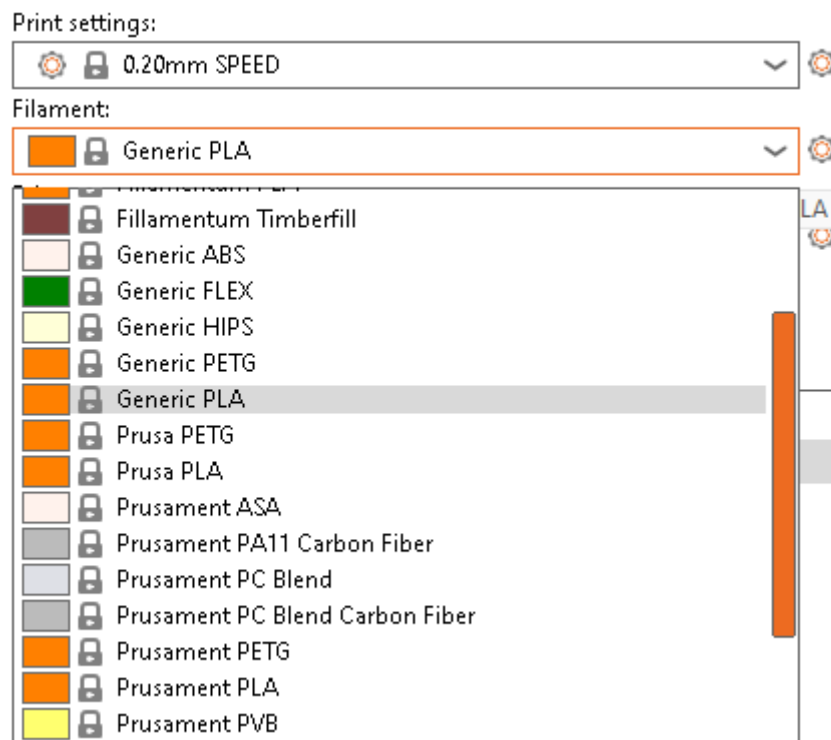 Print settings:
0.20mm SPEED
Filament:
Generic PLA
LA
Fillamentum Timberfill
Generic ABS
Generic FLEX
Generic HIPS
Generic PETG
Generic PLA
Prusa PETG
Prusa PLA
Prusament ASA
Prusament PA11 Carbon Fiber
Prusament PC Blend
Prusament PC Blend Carbon Fiber
Prusament PETG
Prusament PLA
Prusament PVB